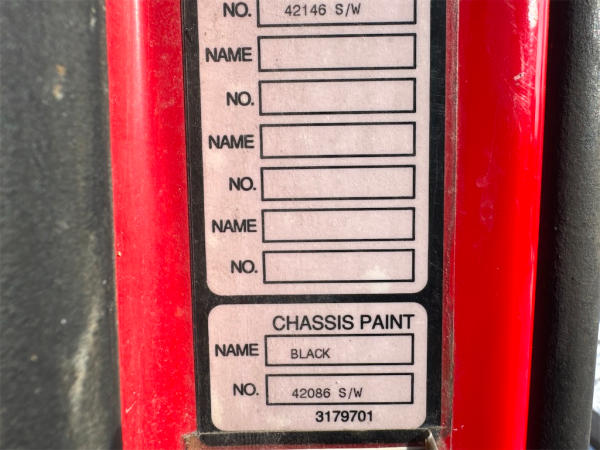 NO. 42146 S/W
NAME
NO.
NAME
NO.
NAME
NO.
CHASSIS PAINT
NAME BLACK
NO. 42086 S/W
3179701